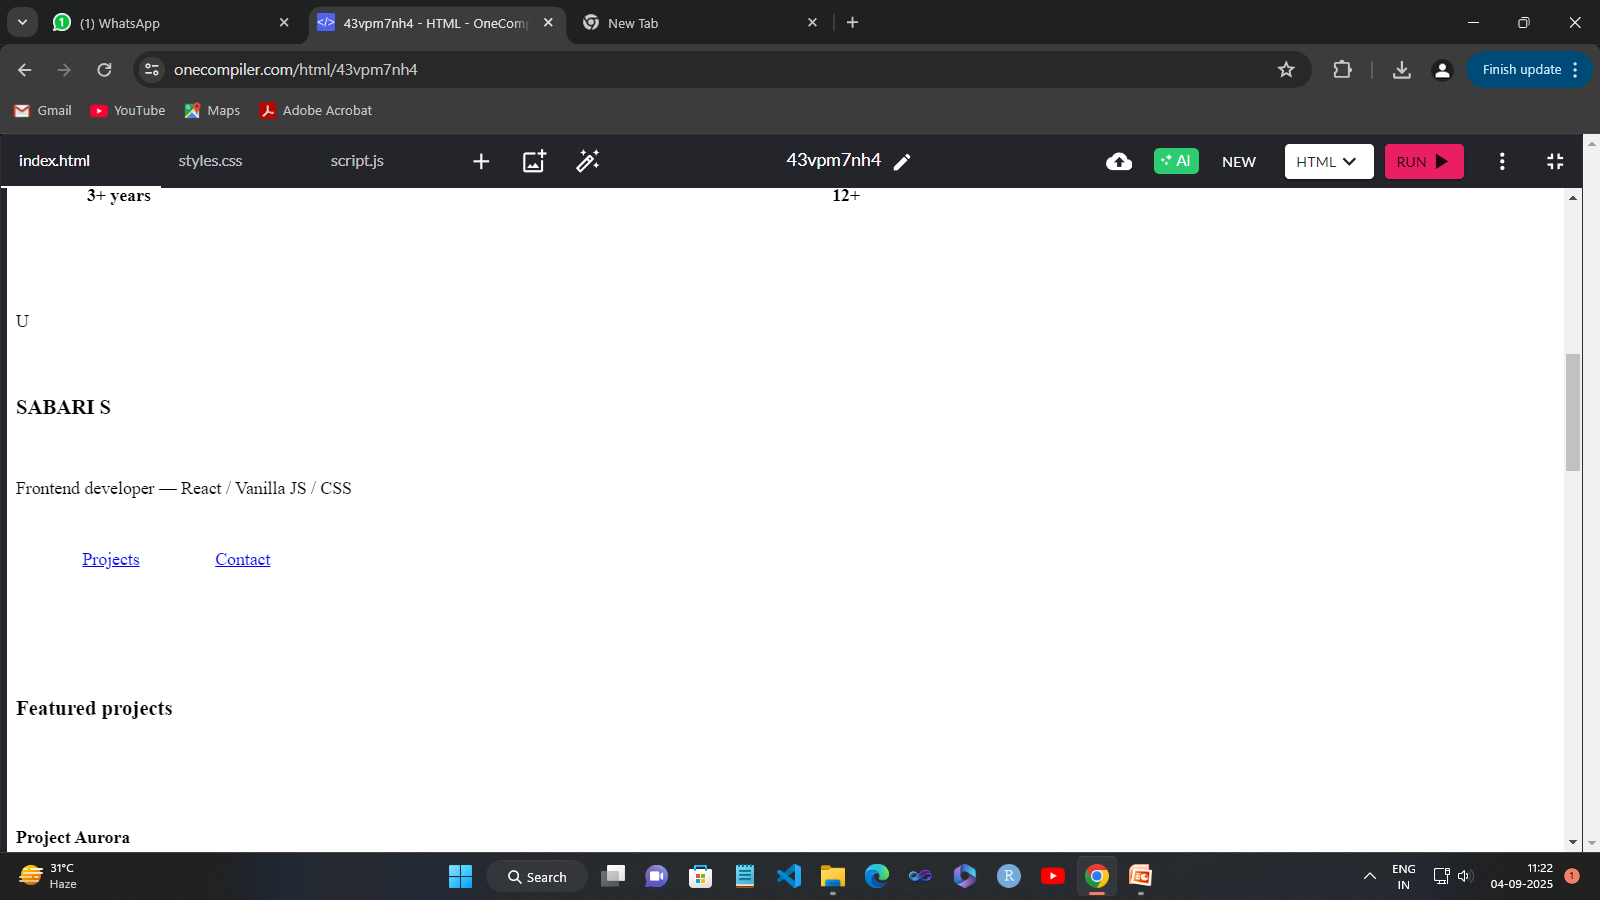 (1) WhatsApp
43vpm7nh4 - HTML - OneComp
New Tab
onecompiler.com/html/43vpm7nh4
Finish update
Gmail
YouTube
Maps
Adobe Acrobat
index.html
styles.css
script.js
43vpm7nh4
AI
NEW
HTML
RUN
3+ years
12+
U
SABARI S
Frontend developer — React / Vanilla JS / CSS
Projects
Contact
Featured projects
Project Aurora
31°C
Haze
Search
R
ENG
IN
11:22
04-09-2025
1